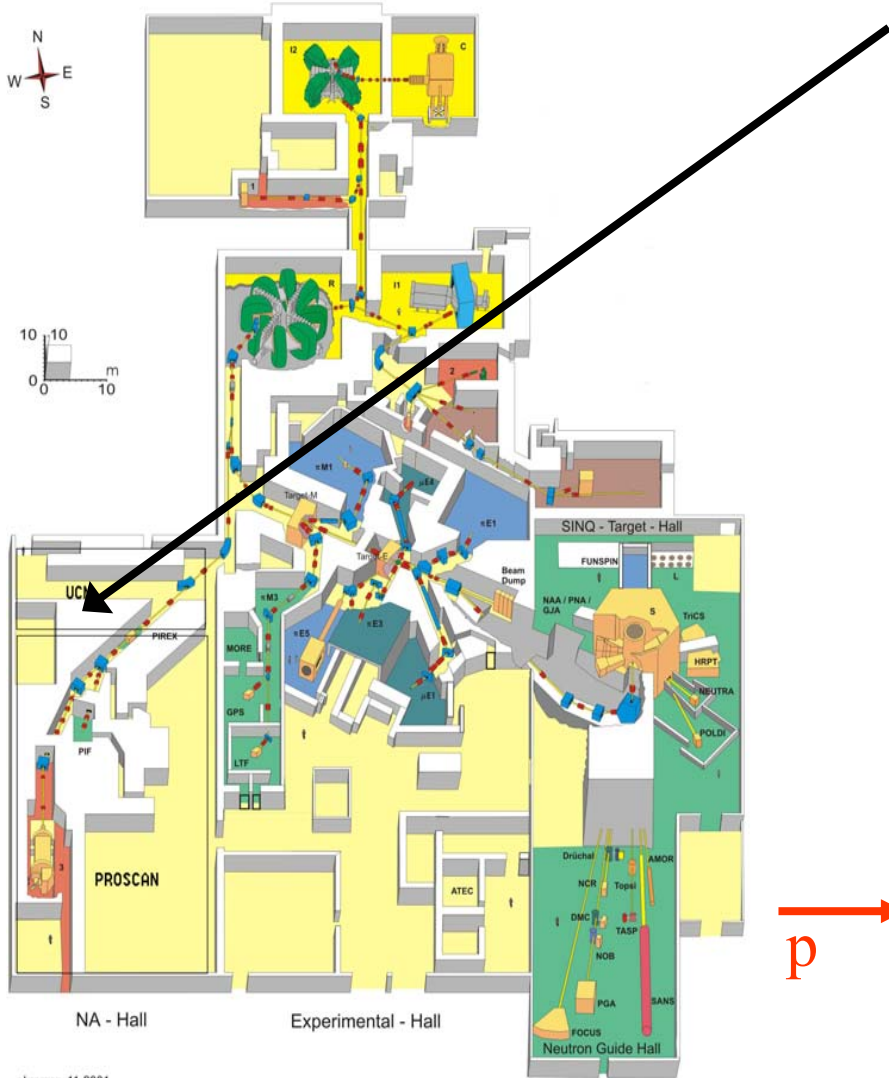 N
W E
S
I2
C
1
R
I1
10 10
0
0 10
m
2
πM1
μE4
Target-M
πE1
Target-E
SINQ - Target - Hall
FUNSPIN
L
Beam
Dump
NAA / PNA /
GJA
S
TriCS
UCN
πM3
PIREX
πE5
πE3
MORE
HRPT
NEUTRA
μE1
GPS
POLDI
PIF
LTF
3
PROSCAN
Drüchal
AMOR
NCR
Topsi
ATEC
DMC
TASP
NOB
p
PGA
SANS
FOCUS
NA - Hall
Experimental - Hall
Neutron Guide Hall